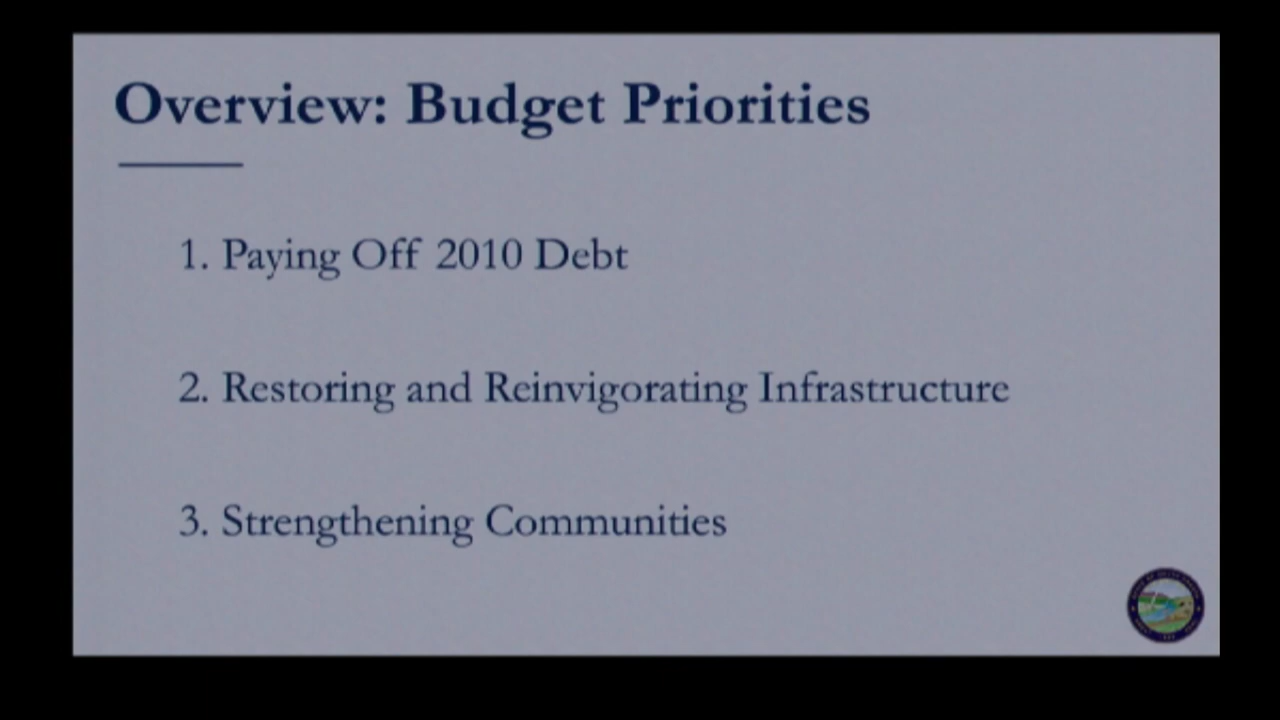 Overview: Budget Priorities
1. Paying Off 2010 Debt
2. Restoring and Reinvigorating Infrastructure
3. Strengthening Communities